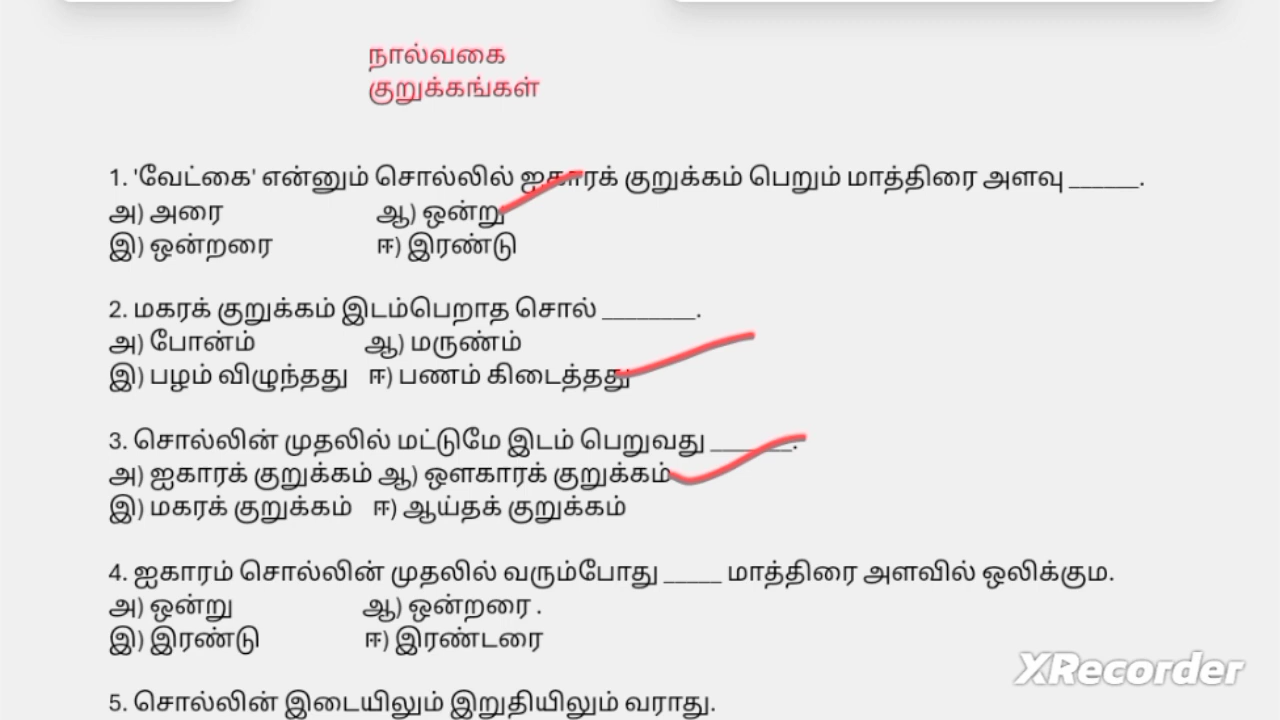 நால்வகை
குறுக்கங்கள்
1. 'வேட்கை' என்னும் சொல்லில் ஐகாரக் குறுக்கம் பெறும் மாத்திரை அளவு ______.
அ) அரை ஆ) ஒன்று
இ) ஒன்றரை ஈ) இரண்டு
2. மகரக் குறுக்கம் இடம்பெறாத சொல் ________.
அ) போன்ம் ஆ) மருண்ம்
இ) பழம் விழுந்தது ஈ) பணம் கிடைத்தது
3. சொல்லின் முதலில் மட்டுமே இடம் பெறுவது _______.
அ) ஐகாரக் குறுக்கம் ஆ) ஔகாரக் குறுக்கம்
இ) மகரக் குறுக்கம் ஈ) ஆய்தக் குறுக்கம்
4. ஐகாரம் சொல்லின் முதலில் வரும்போது _____ மாத்திரை அளவில் ஒலிக்கும.
அ) ஒன்று ஆ) ஒன்றரை .
இ) இரண்டு ஈ) இரண்டரை
5. சொல்லின் இடையிலும் இறுதியிலும் வராது.
XRecorder